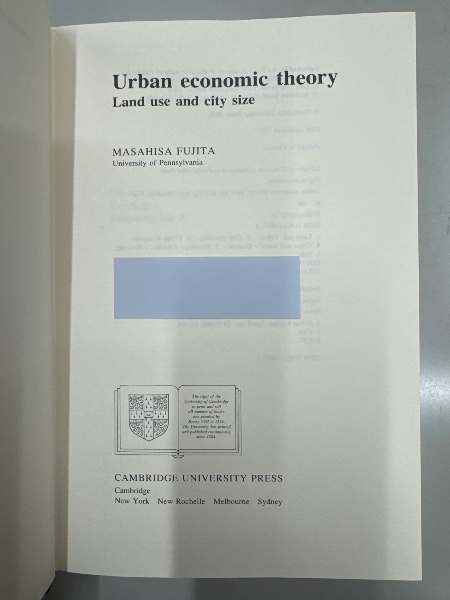 Urban economic theory
Land use and city size
MASAHISA FUJITA
University of Pennsylvania
The right of the
University of Cambridge
to print and sell
all manner of books
was granted by
Henry VIII in 1534.
The University has printed
and published continuously
since 1584.
CAMBRIDGE UNIVERSITY PRESS
Cambridge
New York New Rochelle Melbourne Sydney